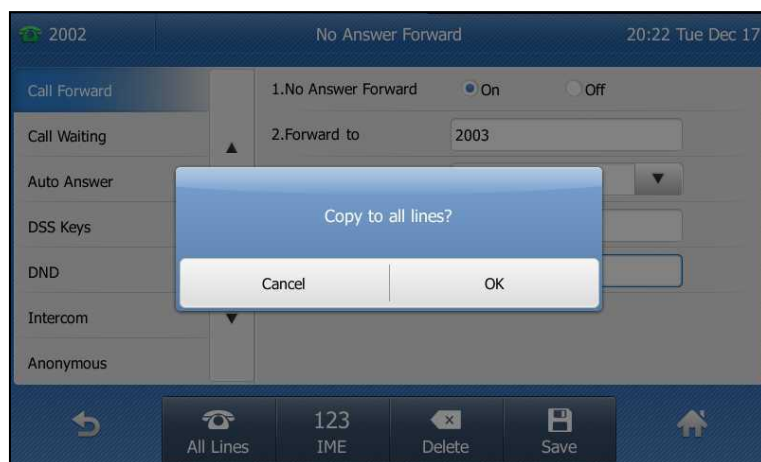 2002 No Answer Forward 20:22 Tue Dec 17
Call Forward
Call Waiting
Auto Answer
DSS Keys
DND
Intercom
Anonymous
1.No Answer Forward On Off
2.Forward to 2003
Copy to all lines?
Cancel OK
All Lines
123
IME
Delete
Save